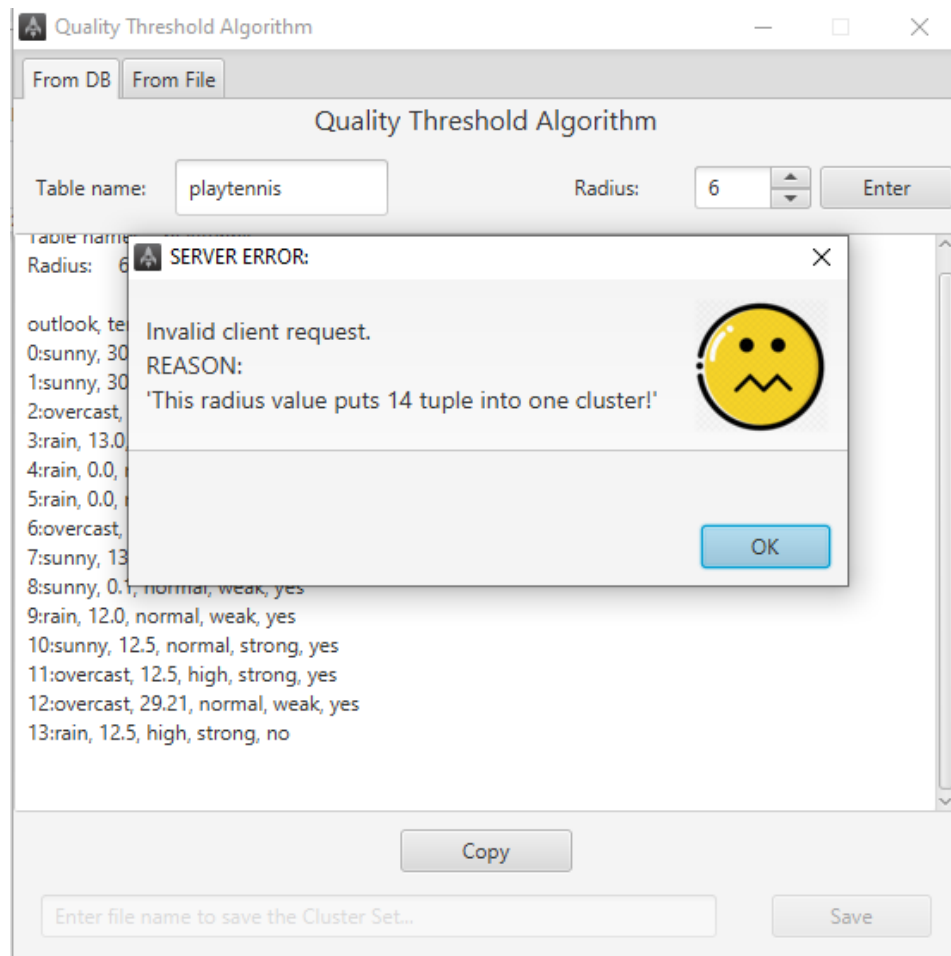 Quality Threshold Algorithm
From DB
From File
Quality Threshold Algorithm
Table name:
playtennis
Radius:
6
Enter
Table name:
Radius: 6
SERVER ERROR:
Invalid client request.
REASON:
'This radius value puts 14 tuple into one cluster!'
OK
outlook,
0:sunny, 30
1:sunny, 30
2:overcast,
3:rain, 13.0,
4:rain, 0.0,
5:rain, 0.0,
6:overcast,
7:sunny, 13
8:sunny, 0.1, normal, weak, yes
9:rain, 12.0, normal, weak, yes
10:sunny, 12.5, normal, strong, yes
11:overcast, 12.5, high, strong, yes
12:overcast, 29.21, normal, weak, yes
13:rain, 12.5, high, strong, no
Copy
Enter file name to save the Cluster Set...
Save